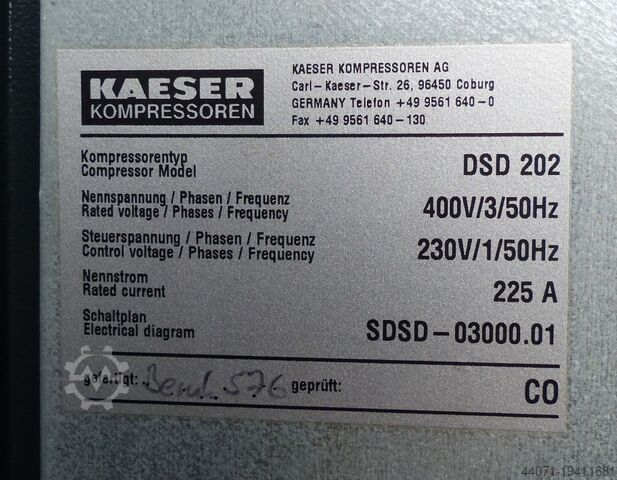 KAESER
KOMPRESSOREN
KAESER KOMPRESSOREN AG
Carl-Kaeser-Str. 26, 96450 Coburg
GERMANY Telefon +49 9561 640-0
Fax +49 9561 640-130
Kompressorentyp
Compressor Model
DSD 202
Nennspannung / Phasen / Frequenz
Rated voltage / Phases / Frequency
400V/3/50Hz
Steuerspannung / Phasen / Frequenz
Control voltage / Phases / Frequency
230V/1/50Hz
Nennstrom
Rated current
225 A
Schaltplan
Electrical diagram
SDSD-03000.01
gefertigt: 576 geprüft: CO
44071-19411681